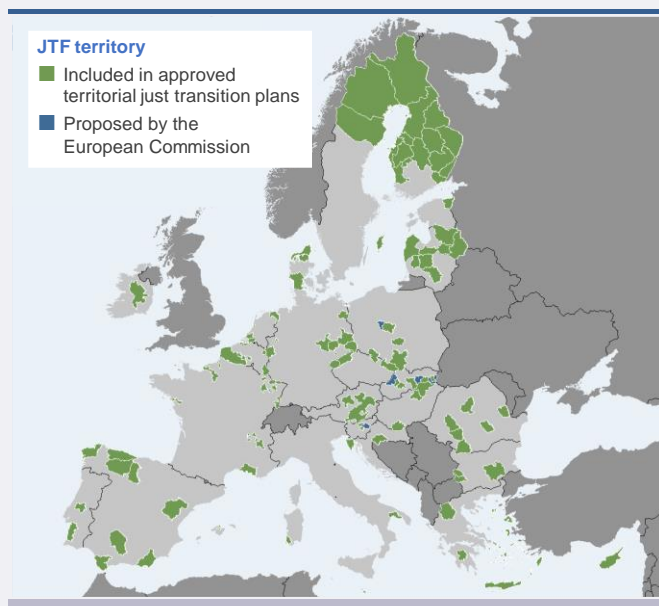 JTF territory
Included in approved
territorial just transition plans
Proposed by the
European Commission